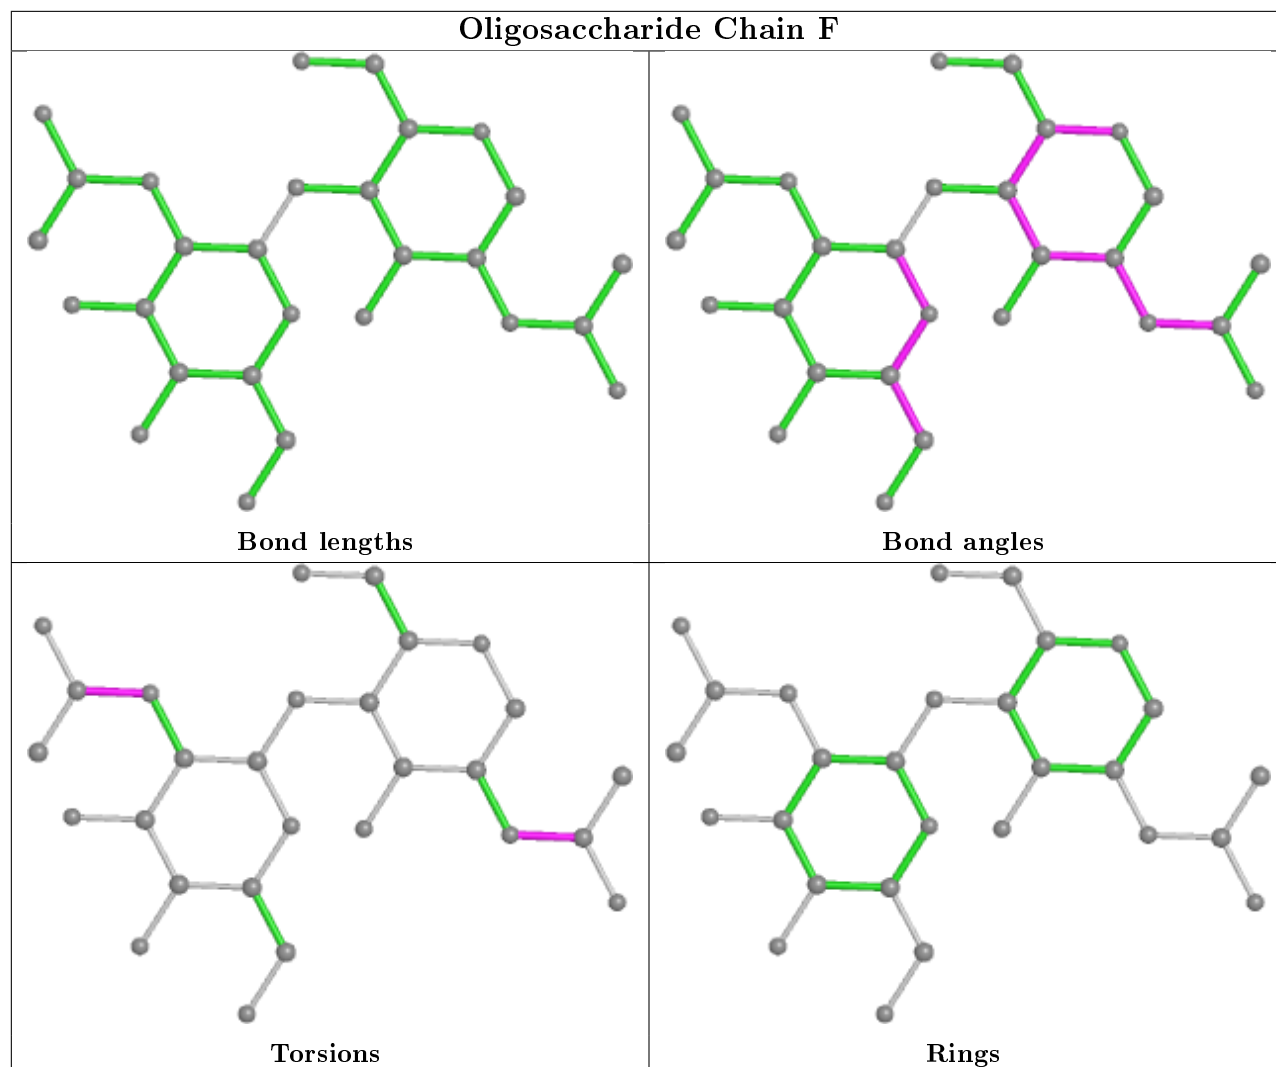 Oligosaccharide Chain F
Bond lengths
Bond angles
Torsions
Rings